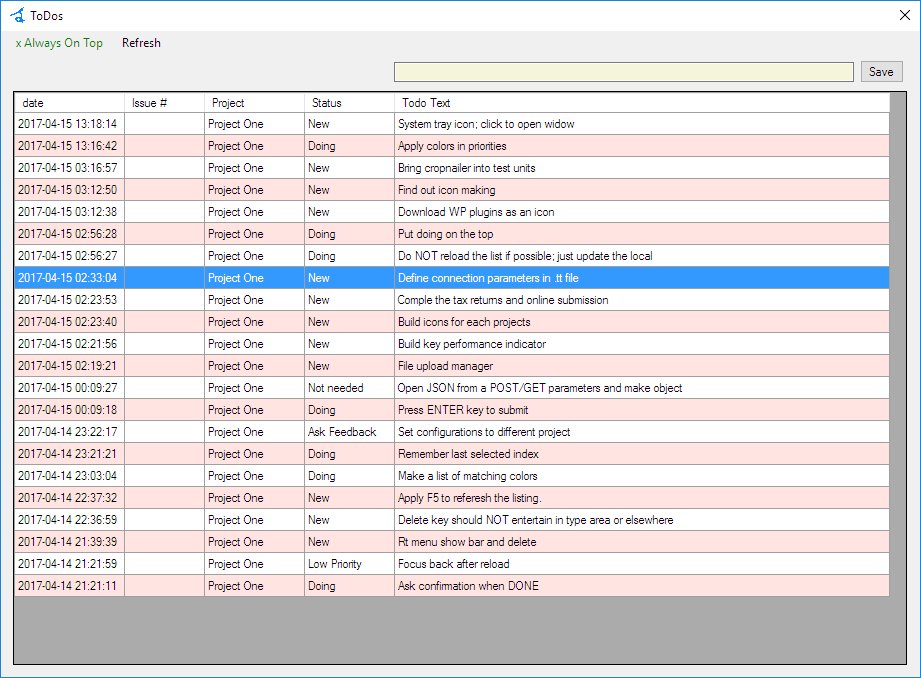 ToDos
x Always On Top Refresh
Save
date Issue # Project Status Todo Text
2017-04-15 13:18:14 Project One New System tray icon; click to open widow
2017-04-15 13:16:42 Project One Doing Apply colors in priorities
2017-04-15 03:16:57 Project One New Bring cropnailer into test units
2017-04-15 03:12:50 Project One New Find out icon making
2017-04-15 03:12:38 Project One New Download WP plugins as an icon
2017-04-15 02:56:28 Project One Doing Put doing on the top
2017-04-15 02:56:27 Project One Doing Do NOT reload the list if possible; just update the local
2017-04-15 02:33:04 Project One New Define connection parameters in .tt file
2017-04-15 02:23:53 Project One New Comple the tax returns and online submission
2017-04-15 02:23:40 Project One New Build icons for each projects
2017-04-15 02:21:56 Project One New Build key performance indicator
2017-04-15 02:19:21 Project One New File upload manager
2017-04-15 00:09:27 Project One Not needed Open JSON from a POST/GET parameters and make object
2017-04-15 00:09:18 Project One Doing Press ENTER key to submit
2017-04-14 23:22:17 Project One Ask Feedback Set configurations to different project
2017-04-14 23:21:21 Project One Doing Remember last selected index
2017-04-14 23:03:04 Project One Doing Make a list of matching colors
2017-04-14 22:37:32 Project One New Apply F5 to referesh the listing.
2017-04-14 22:36:59 Project One New Delete key should NOT entertain in type area or elsewhere
2017-04-14 21:39:39 Project One New Rt menu show bar and delete
2017-04-14 21:21:59 Project One Low Priority Focus back after reload
2017-04-14 21:21:11 Project One Doing Ask confirmation when DONE